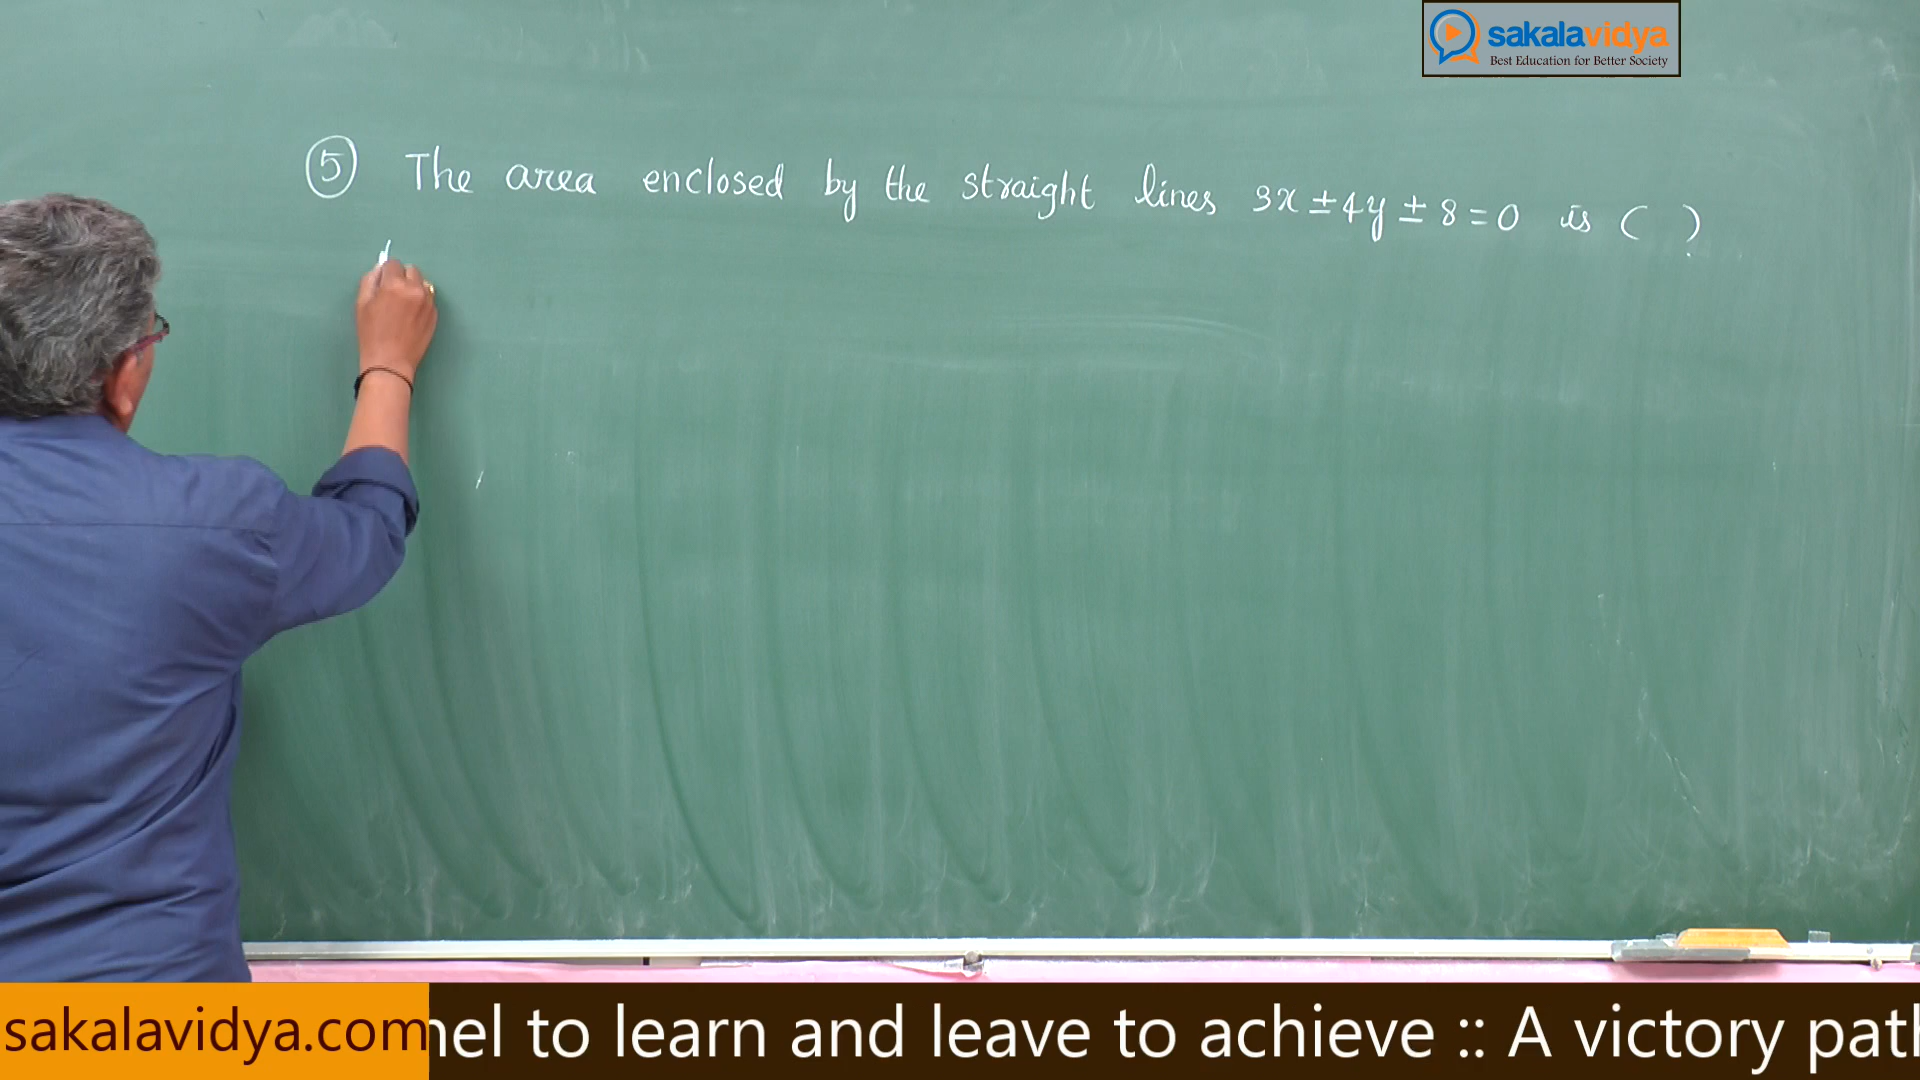 sakalavidya
Best Education for Better Society
5 The area enclosed by the straight lines 3x ± 4y ± 8 = 0 is ( )
sakalavidya.com nel to learn and leave to achieve :: A victory path